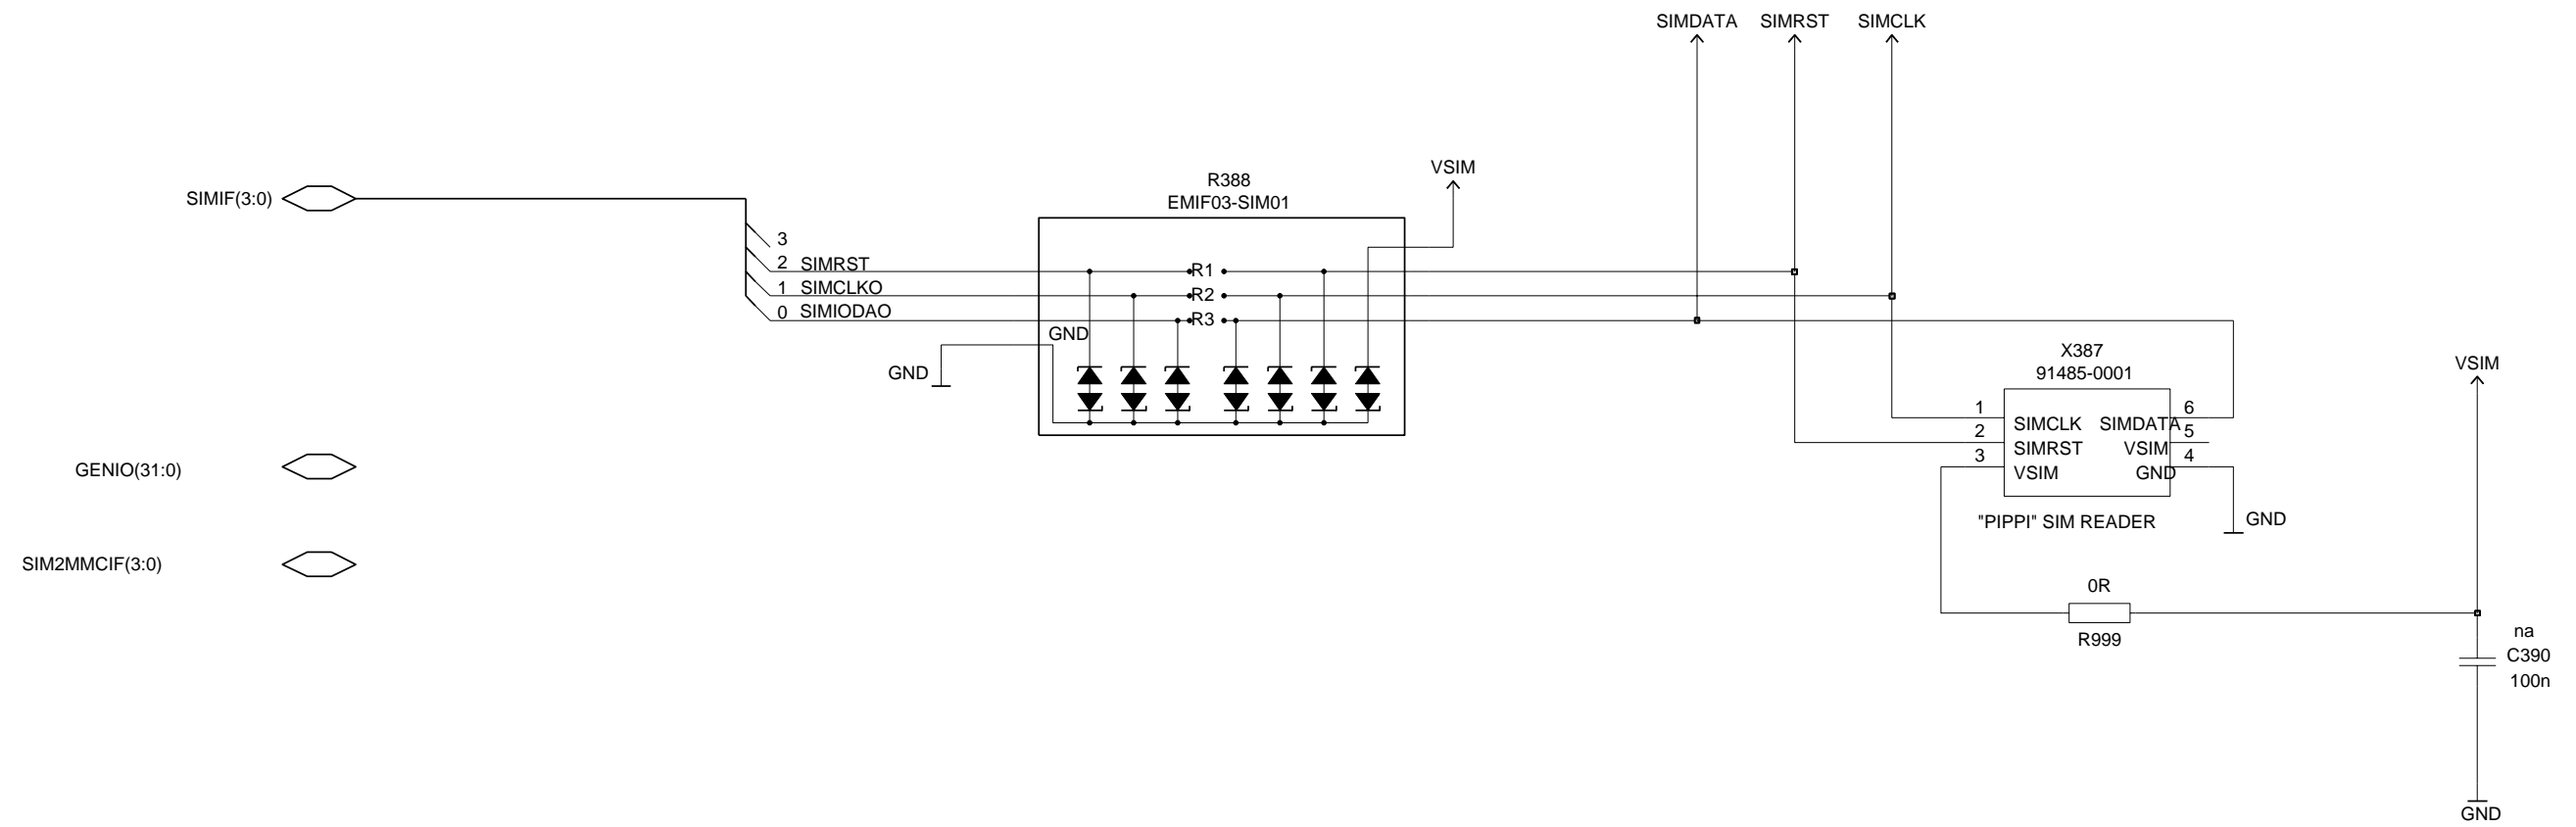 SIMDATA SIMRST SIMCLK
VSIM
R388
EMIF03-SIM01
SIMIF(3:0)
3
2 SIMRST
1 SIMCLKO
0 SIMIODAO
R1
R2
R3
GND
GND
X387
91485-0001
VSIM
1 SIMCLK SIMDATA 6
2 SIMRST VSIM 5
3 VSIM GND 4
"PIPPI" SIM READER
GND
GENIO(31:0)
SIM2MMCIF(3:0)
0R
R999
na
C390
100n
GND